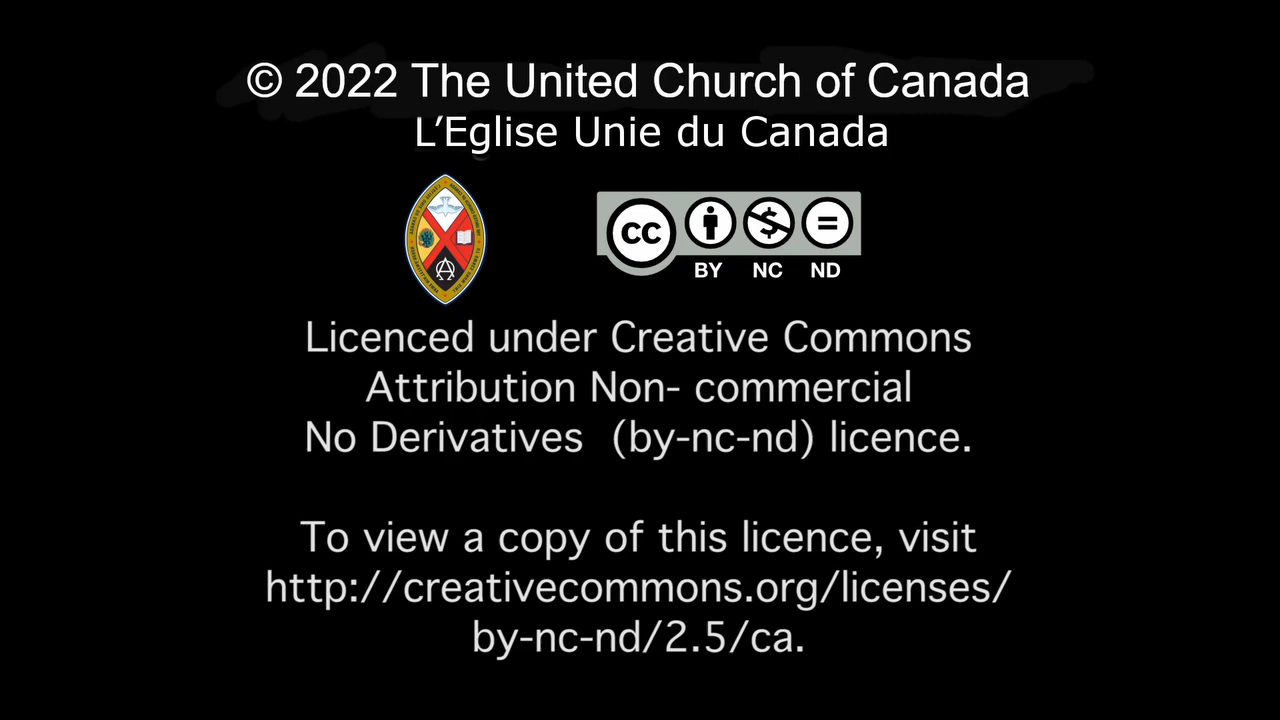 © 2022 The United Church of Canada
L’Eglise Unie du Canada
cc
BY NC ND
Licenced under Creative Commons
Attribution Non- commercial
No Derivatives (by-nc-nd) licence.
To view a copy of this licence, visit
http://creativecommons.org/licenses/
by-nc-nd/2.5/ca.